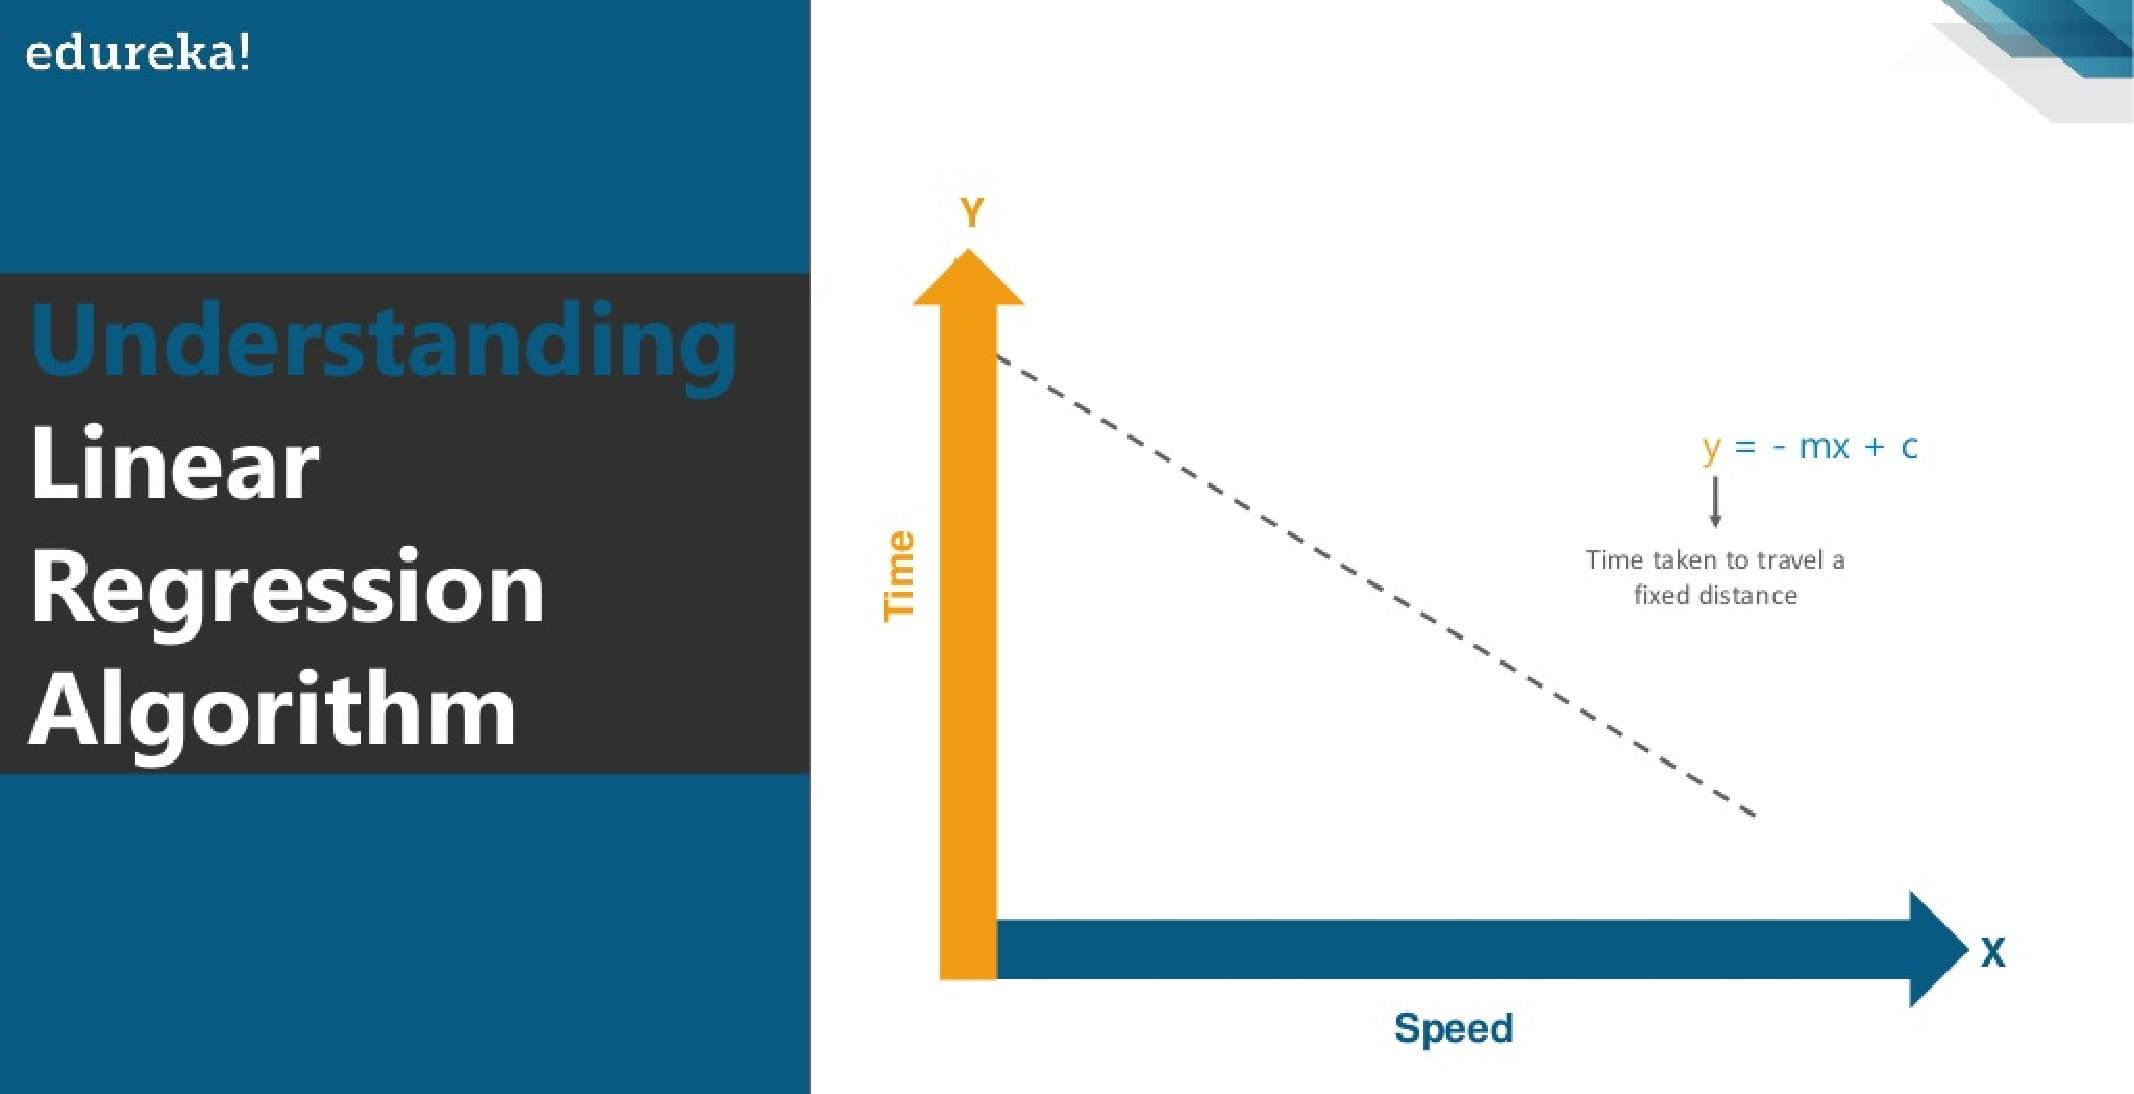 edureka!
Understanding
Linear
Regression
Algorithm
Y
Time
y = - mx + c
Time taken to travel a
fixed distance
X
Speed